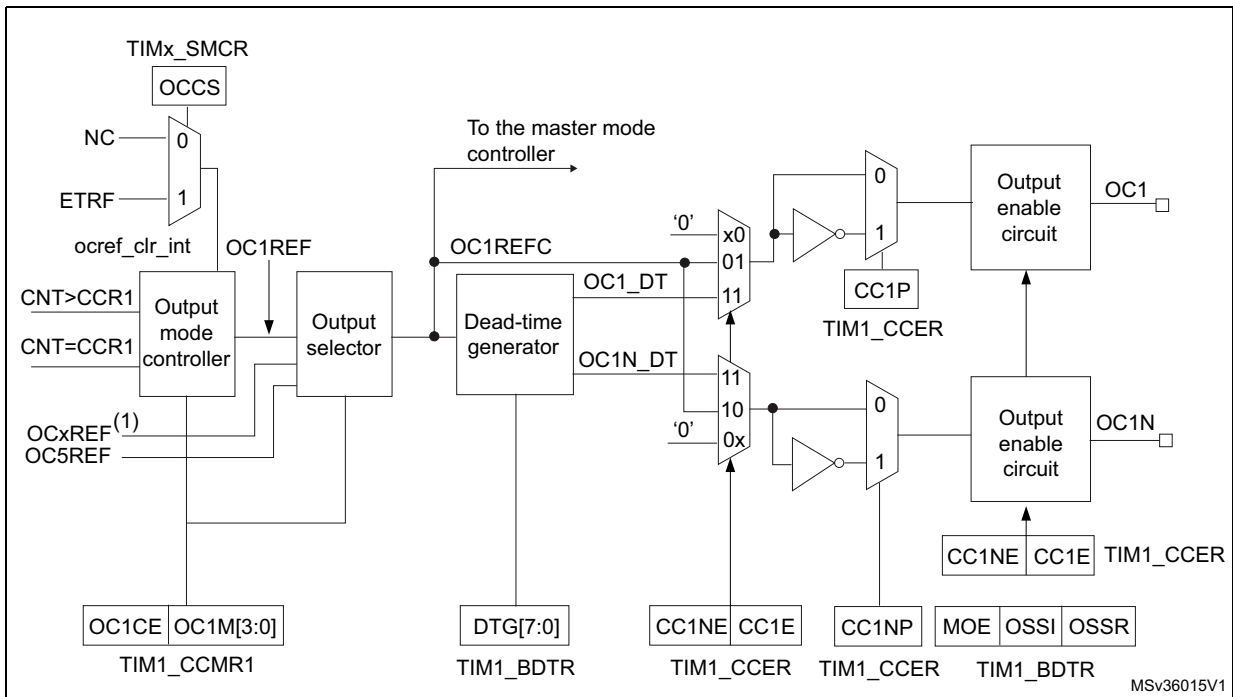 TIMx_SMCR
OCCS
NC
0
ETRF
1
ocref_clr_int
To the master mode
controller
OC1REF
OC1REFC
CNT>CCR1
CNT=CCR1
Output
mode
controller
Output
selector
Dead-time
generator
OC1_DT
OC1N_DT
OCxREF(1)
OC5REF
‘0’
x0
01
11
11
10
‘0’
0x
0
1
CC1P
TIM1_CCER
0
1
Output
enable
circuit
OC1
Output
enable
circuit
OC1N
CC1NE CC1E TIM1_CCER
OC1CE OC1M[3:0]
TIM1_CCMR1
DTG[7:0]
TIM1_BDTR
CC1NE CC1E
TIM1_CCER
CC1NP
TIM1_CCER
MOE OSSI OSSR
TIM1_BDTR
MSv36015V1